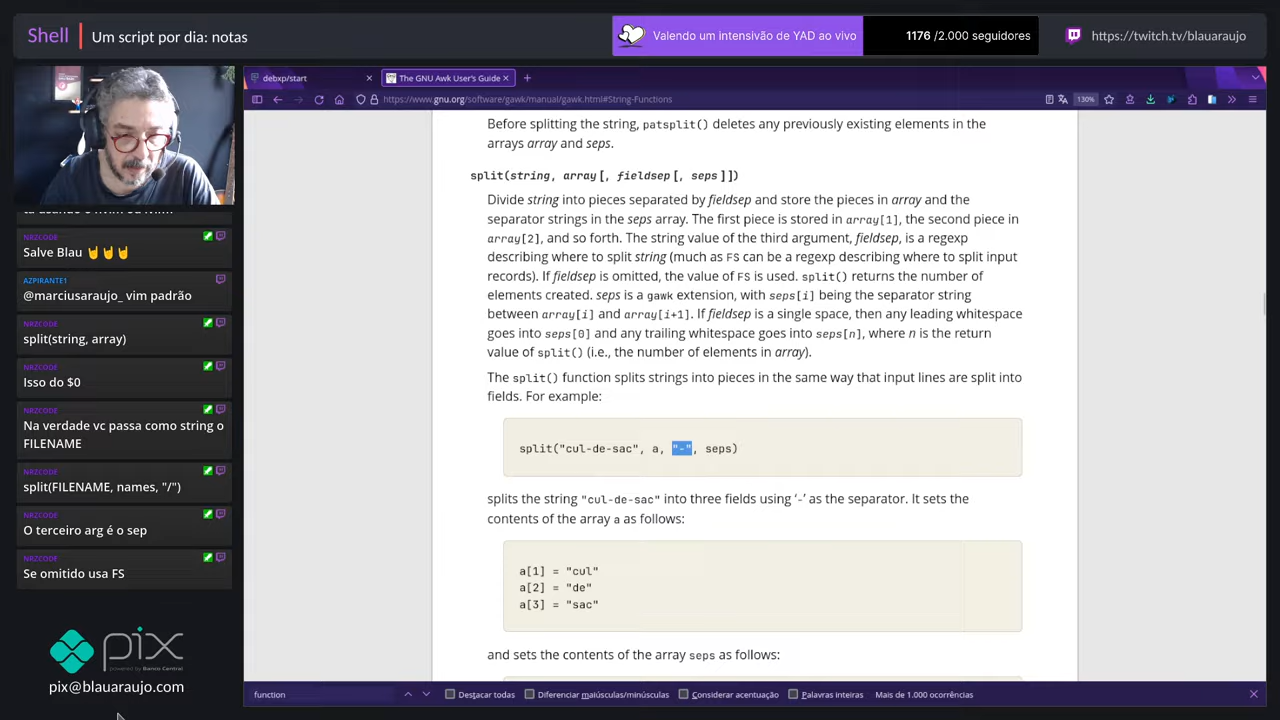 Shell
Um script por dia: notas
Valendo um intensivão de YAD ao vivo
1176 /2.000 seguidores
https://twitch.tv/blauaraujo
debxp/start
The GNU Awk User's Guide
https://www.gnu.org/software/gawk/manual/gawk.html#String-Functions
130%
NRZCODE
Salve Blau 🤘🤘🤘
AZPIRANTE1
@marciusaraujo_ vim padrão
NRZCODE
split(string, array)
NRZCODE
Isso do $0
NRZCODE
Na verdade vc passa como string o
FILENAME
NRZCODE
split(FILENAME, names, "/")
NRZCODE
O terceiro arg é o sep
NRZCODE
Se omitido usa FS
pix
powered by Banco Central
pix@blauaraujo.com
Before splitting the string, patsplit() deletes any previously existing elements in the
arrays array and seps.
split(string, array [, fieldsep [, seps ] ])
Divide string into pieces separated by fieldsep and store the pieces in array and the
separator strings in the seps array. The first piece is stored in array[1], the second piece in
array[2], and so forth. The string value of the third argument, fieldsep, is a regexp
describing where to split string (much as FS can be a regexp describing where to split input
records). If fieldsep is omitted, the value of FS is used. split() returns the number of
elements created. seps is a gawk extension, with seps[i] being the separator string
between array[i] and array[i+1]. If fieldsep is a single space, then any leading whitespace
goes into seps[0] and any trailing whitespace goes into seps[n], where n is the return
value of split() (i.e., the number of elements in array).
The split() function splits strings into pieces in the same way that input lines are split into
fields. For example:
split("cul-de-sac", a, "-", seps)
splits the string "cul-de-sac" into three fields using ‘-’ as the separator. It sets the
contents of the array a as follows:
a[1] = "cul"
a[2] = "de"
a[3] = "sac"
and sets the contents of the array seps as follows:
function
Destacar todas
Diferenciar maiúsculas/minúsculas
Considerar acentuação
Palavras inteiras
Mais de 1.000 ocorrências